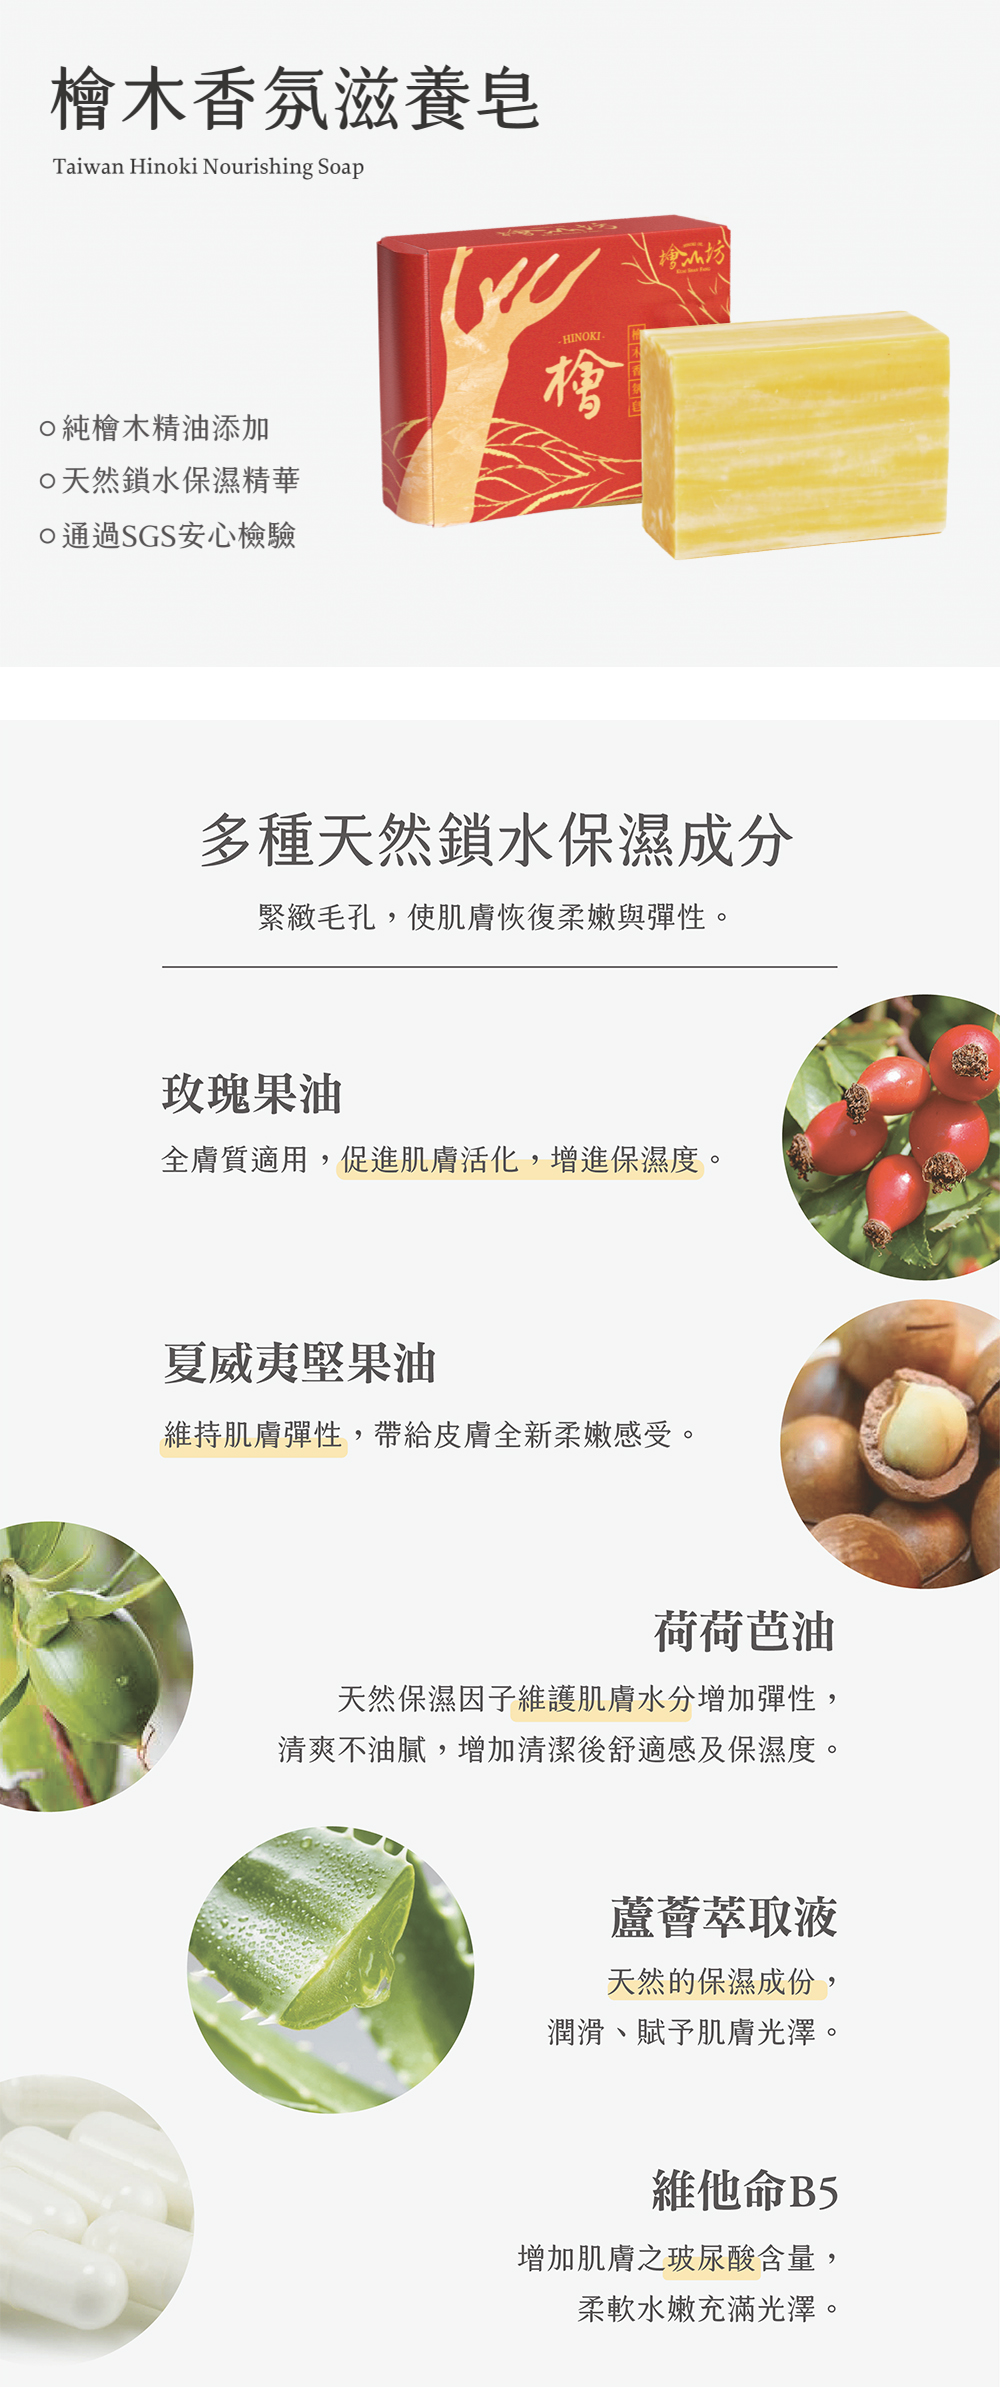 檜木香氛滋養皂
Taiwan Hinoki Nourishing Soap
檜山坊
- HINOKI -
檜
檜木香氛皂
純檜木精油添加
天然鎖水保濕精華
通過SGS安心檢驗
多種天然鎖水保濕成分
緊緻毛孔，使肌膚恢復柔嫩與彈性。
玫瑰果油
全膚質適用，促進肌膚活化，增進保濕度。
夏威夷堅果油
維持肌膚彈性，帶給皮膚全新柔嫩感受。
荷荷芭油
天然保濕因子維護肌膚水分增加彈性，
清爽不油膩，增加清潔後舒適感及保濕度。
蘆薈萃取液
天然的保濕成份，
潤滑、賦予肌膚光澤。
維他命B5
增加肌膚之玻尿酸含量，
柔軟水嫩充滿光澤。